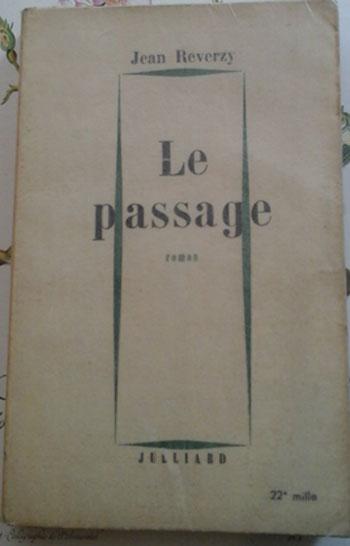 Jean Reverzy
Le
passage
roman
JULLIARD
22e mille